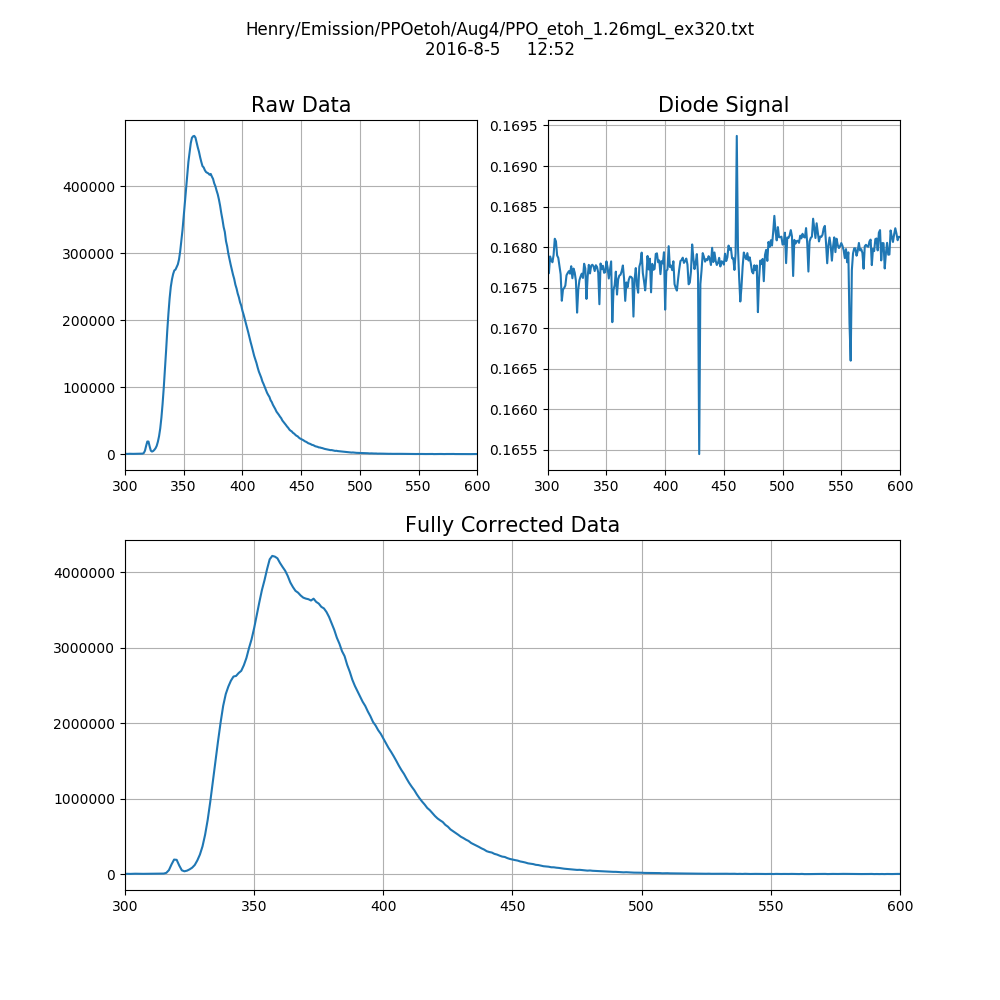 Henry/Emission/PPOetoh/Aug4/PPO_etoh_1.26mgL_ex320.txt
2016-8-5 12:52
Raw Data
400000
300000
200000
100000
0
300 350 400 450 500 550 600
Diode Signal
0.1695
0.1690
0.1685
0.1680
0.1675
0.1670
0.1665
0.1660
0.1655
300 350 400 450 500 550 600
Fully Corrected Data
4000000
3000000
2000000
1000000
0
300 350 400 450 500 550 600